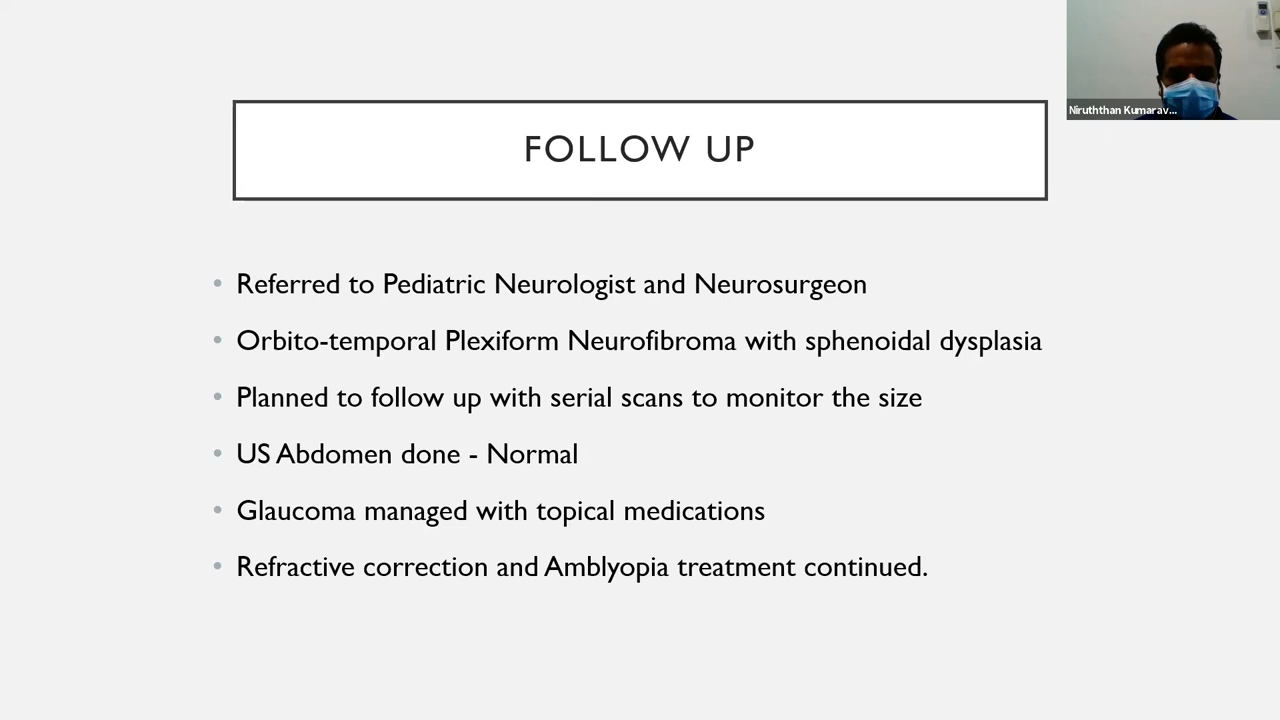 Niruththan Kumarav...
FOLLOW UP
• Referred to Pediatric Neurologist and Neurosurgeon
• Orbito-temporal Plexiform Neurofibroma with sphenoidal dysplasia
• Planned to follow up with serial scans to monitor the size
• US Abdomen done - Normal
• Glaucoma managed with topical medications
• Refractive correction and Amblyopia treatment continued.